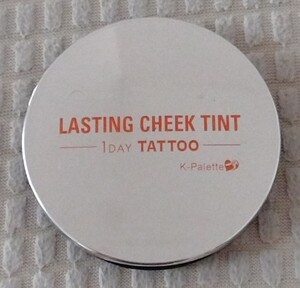 LASTING CHEEK TINT
1DAY TATTOO
K-Palette